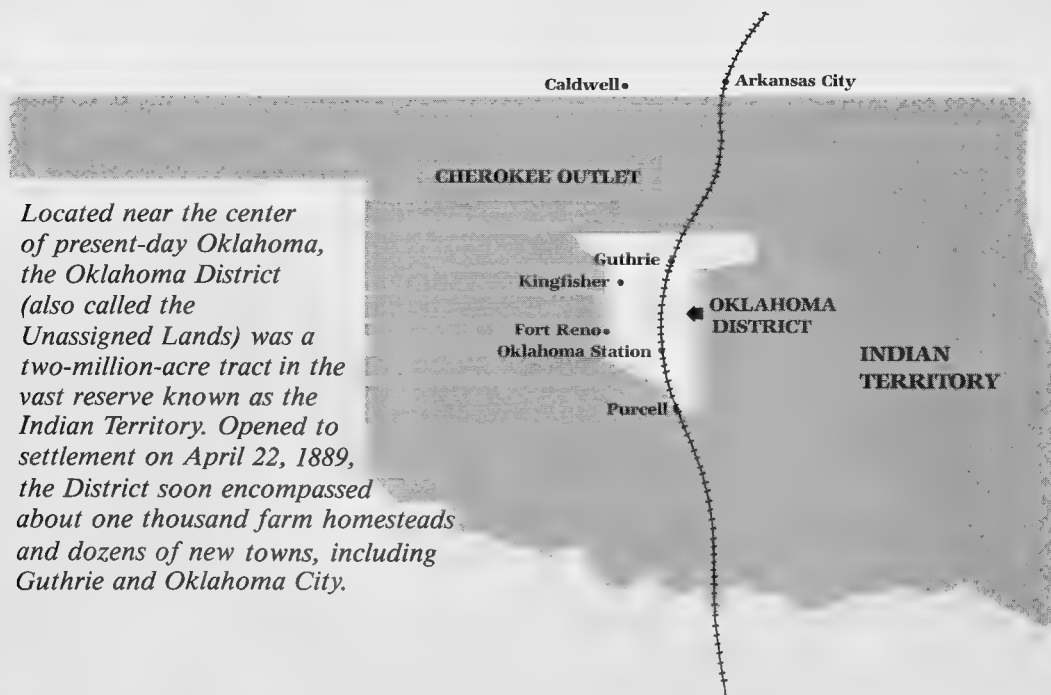 Caldwell
Arkansas City
CHEROKEE OUTLET
Located near the center
of present-day Oklahoma,
the Oklahoma District
(also called the
Unassigned Lands) was a
two-million-acre tract in the
vast reserve known as the
Indian Territory. Opened to
settlement on April 22, 1889,
the District soon encompassed
about one thousand farm homesteads
and dozens of new towns, including
Guthrie and Oklahoma City.
Guthrie
Kingfisher
OKLAHOMA
DISTRICT
Fort Reno
Oklahoma Station
INDIAN
TERRITORY
Purcell